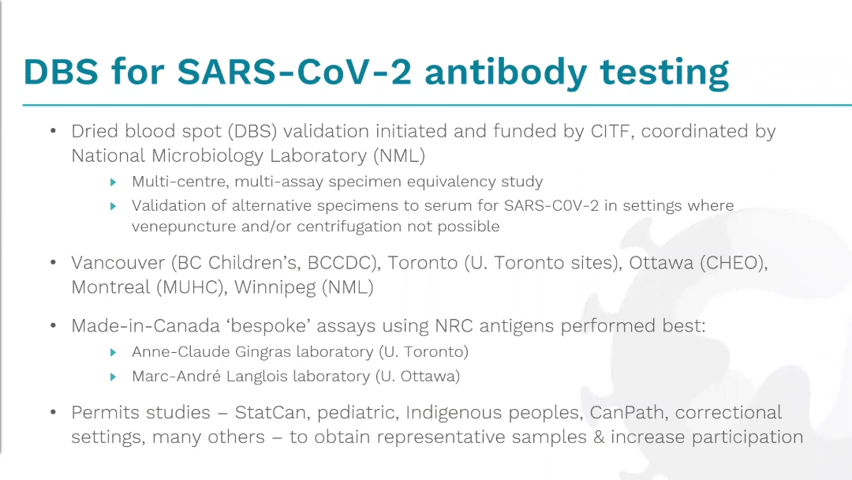 DBS for SARS-CoV-2 antibody testing
• Dried blood spot (DBS) validation initiated and funded by CITF, coordinated by
National Microbiology Laboratory (NML)
Multi-centre, multi-assay specimen equivalency study
Validation of alternative specimens to serum for SARS-C0V-2 in settings where
venepuncture and/or centrifugation not possible
• Vancouver (BC Children's, BCCDC), Toronto (U. Toronto sites), Ottawa (CHEO),
Montreal (MUHC), Winnipeg (NML)
• Made-in-Canada 'bespoke' assays using NRC antigens performed best:
Anne-Claude Gingras laboratory (U. Toronto)
Marc-André Langlois laboratory (U. Ottawa)
• Permits studies – StatCan, pediatric, Indigenous peoples, CanPath, correctional
settings, many others – to obtain representative samples & increase participation